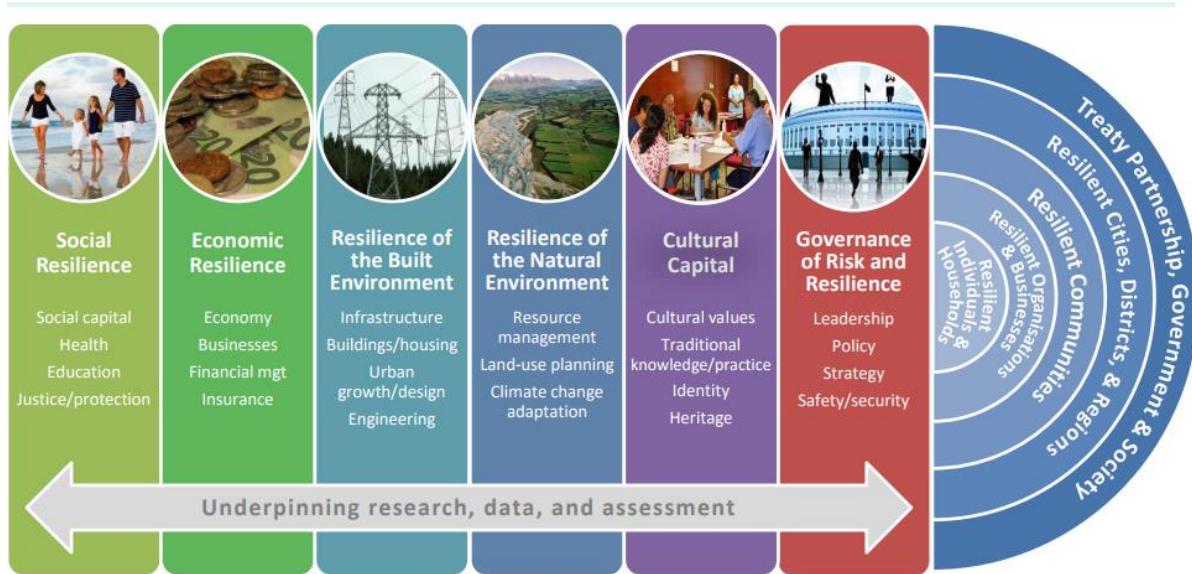 Social
Resilience
Social capital
Health
Education
Justice/protection
Economic
Resilience
Economy
Businesses
Financial mgt
Insurance
Resilience of
the Built
Environment
Infrastructure
Buildings/housing
Urban
growth/design
Engineering
Resilience of
the Natural
Environment
Resource
management
Land-use planning
Climate change
adaptation
Cultural
Capital
Cultural values
Traditional
knowledge/practice
Identity
Heritage
Governance
of Risk and
Resilience
Leadership
Policy
Strategy
Safety/security
Underpinning research, data, and assessment
Resilient
Individuals &
Households
Resilient Organisations
& Businesses
Resilient Communities
Resilient Cities, Districts, & Regions
Treaty Partnership, Government & Society